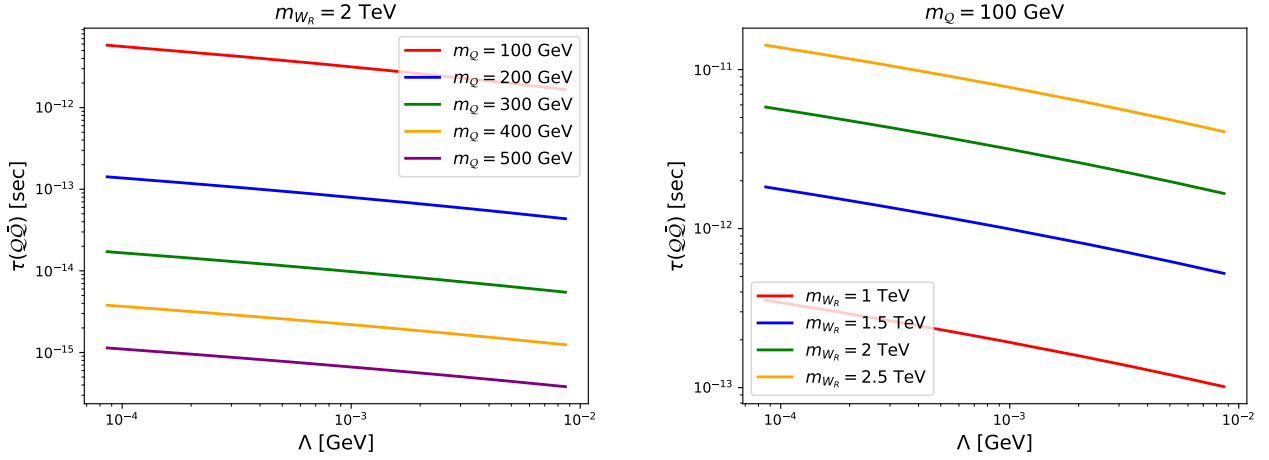 m_{W_R} = 2 TeV
τ(𝒬𝒬̄) [sec]
10⁻¹²
10⁻¹³
10⁻¹⁴
10⁻¹⁵
m_𝒬 = 100 GeV
m_𝒬 = 200 GeV
m_𝒬 = 300 GeV
m_𝒬 = 400 GeV
m_𝒬 = 500 GeV
10⁻⁴
10⁻³
10⁻²
Λ [GeV]
m_𝒬 = 100 GeV
τ(𝒬𝒬̄) [sec]
10⁻¹¹
10⁻¹²
10⁻¹³
m_{W_R} = 1 TeV
m_{W_R} = 1.5 TeV
m_{W_R} = 2 TeV
m_{W_R} = 2.5 TeV
10⁻⁴
10⁻³
10⁻²
Λ [GeV]